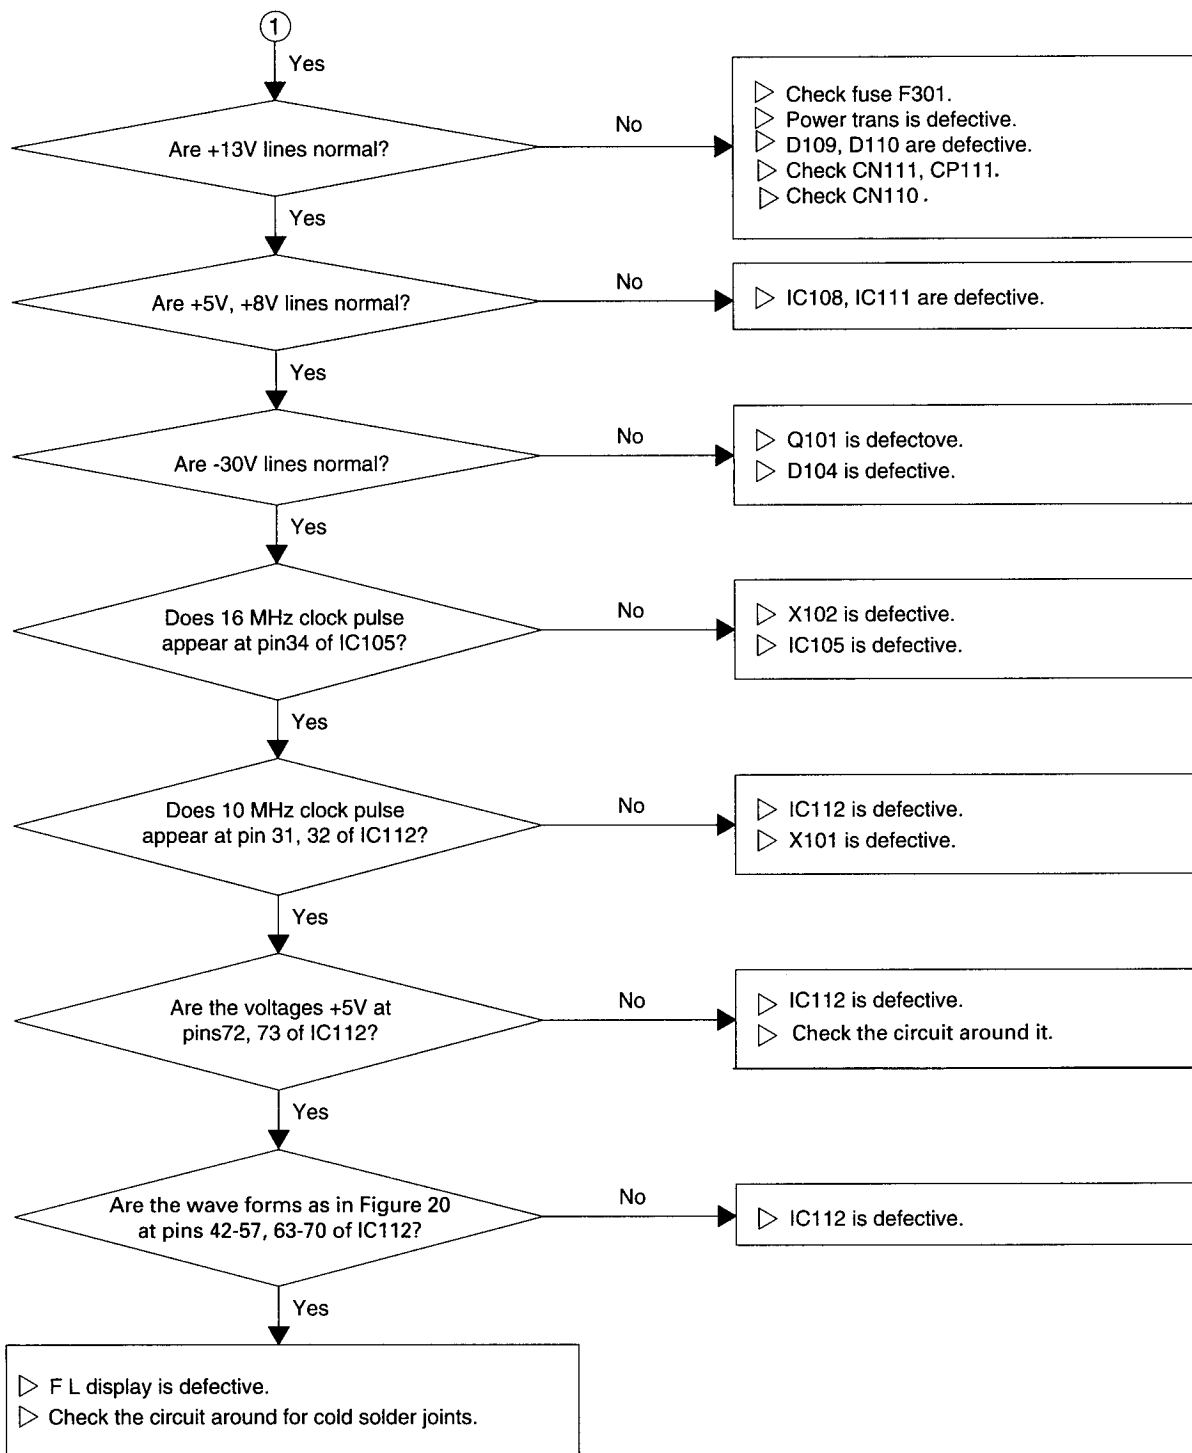 1
Yes
Are +13V lines normal?
No
Check fuse F301.
Power trans is defective.
D109, D110 are defective.
Check CN111, CP111.
Check CN110.
Yes
Are +5V, +8V lines normal?
No
IC108, IC111 are defective.
Yes
Are -30V lines normal?
No
Q101 is defectove.
D104 is defective.
Yes
Does 16 MHz clock pulse
appear at pin34 of IC105?
No
X102 is defective.
IC105 is defective.
Yes
Does 10 MHz clock pulse
appear at pin 31, 32 of IC112?
No
IC112 is defective.
X101 is defective.
Yes
Are the voltages +5V at
pins72, 73 of IC112?
No
IC112 is defective.
Check the circuit around it.
Yes
Are the wave forms as in Figure 20
at pins 42-57, 63-70 of IC112?
No
IC112 is defective.
Yes
F L display is defective.
Check the circuit around for cold solder joints.